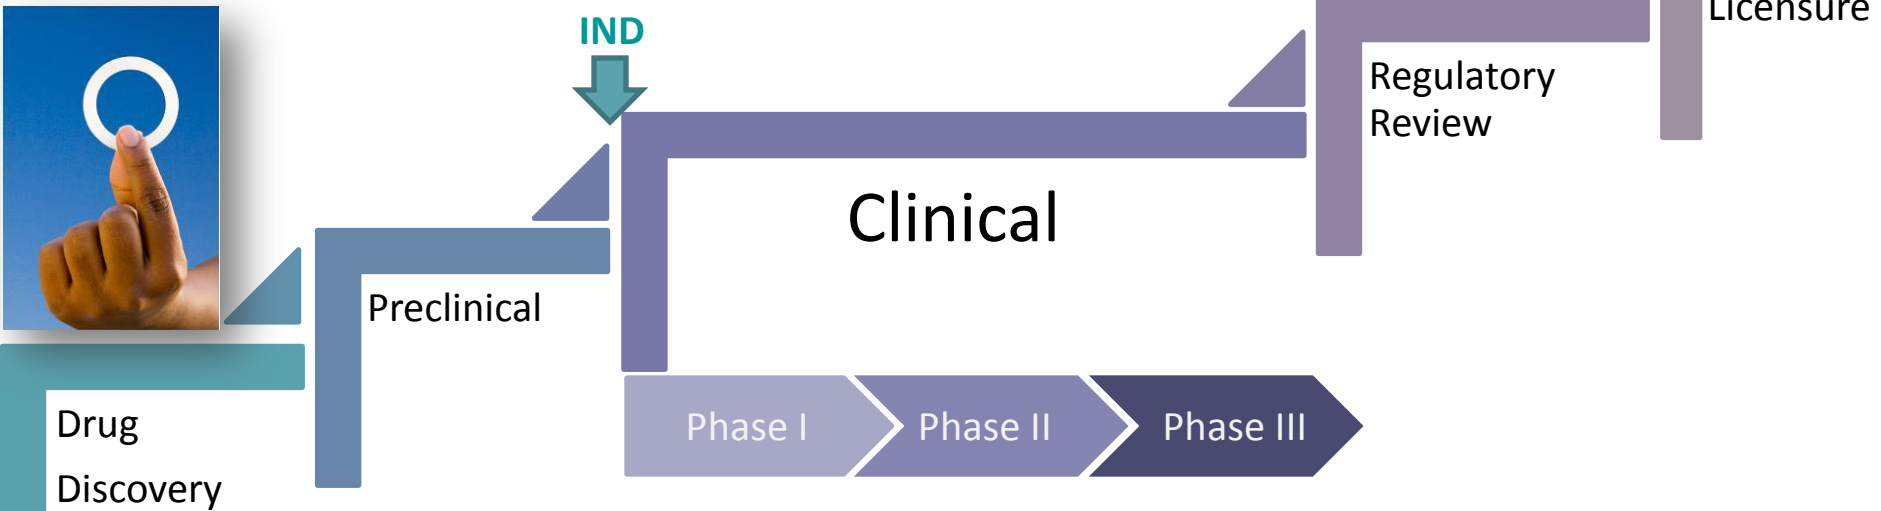 Drug
Discovery
Preclinical
IND
Clinical
Phase I
Phase II
Phase III
Regulatory
Review
Licensure